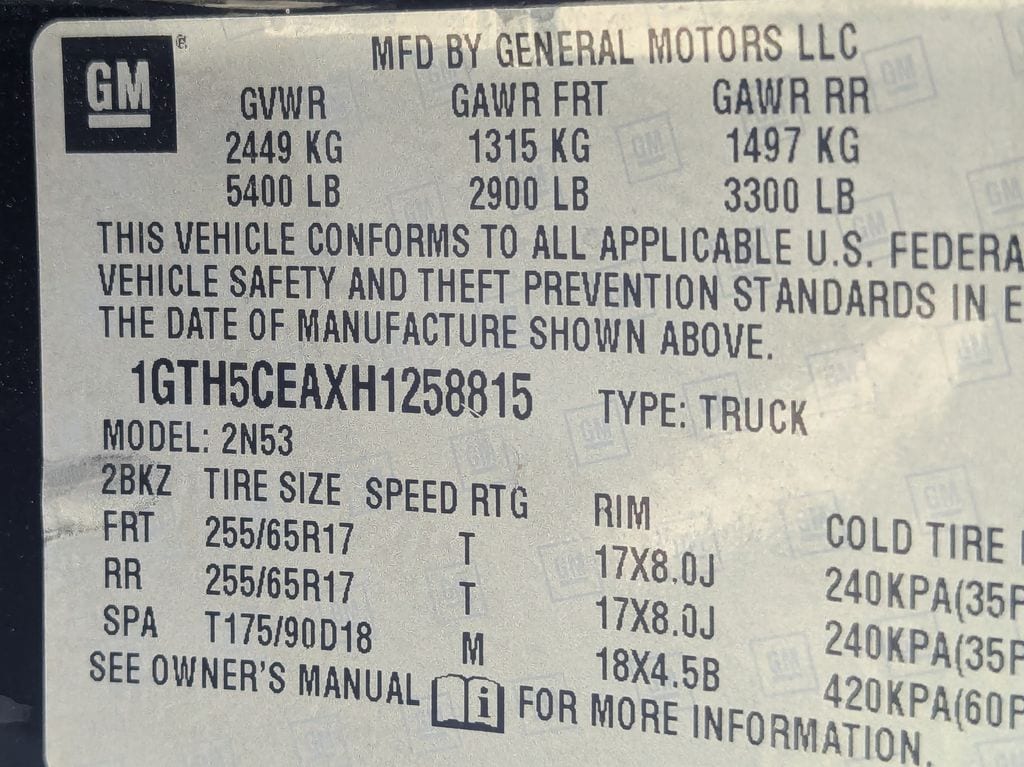 GM ® MFD BY GENERAL MOTORS LLC
GVWR GAWR FRT GAWR RR
2449 KG 1315 KG 1497 KG
5400 LB 2900 LB 3300 LB
THIS VEHICLE CONFORMS TO ALL APPLICABLE U.S. FEDERA
VEHICLE SAFETY AND THEFT PREVENTION STANDARDS IN E
THE DATE OF MANUFACTURE SHOWN ABOVE.
1GTH5CEAXH1258815 TYPE: TRUCK
MODEL: 2N53
2BKZ TIRE SIZE SPEED RTG RIM COLD TIRE
FRT 255/65R17 T 17X8.0J 240KPA(35P
RR 255/65R17 T 17X8.0J 240KPA(35P
SPA T175/90D18 M 18X4.5B 420KPA(60P
SEE OWNER'S MANUAL i FOR MORE INFORMATION.